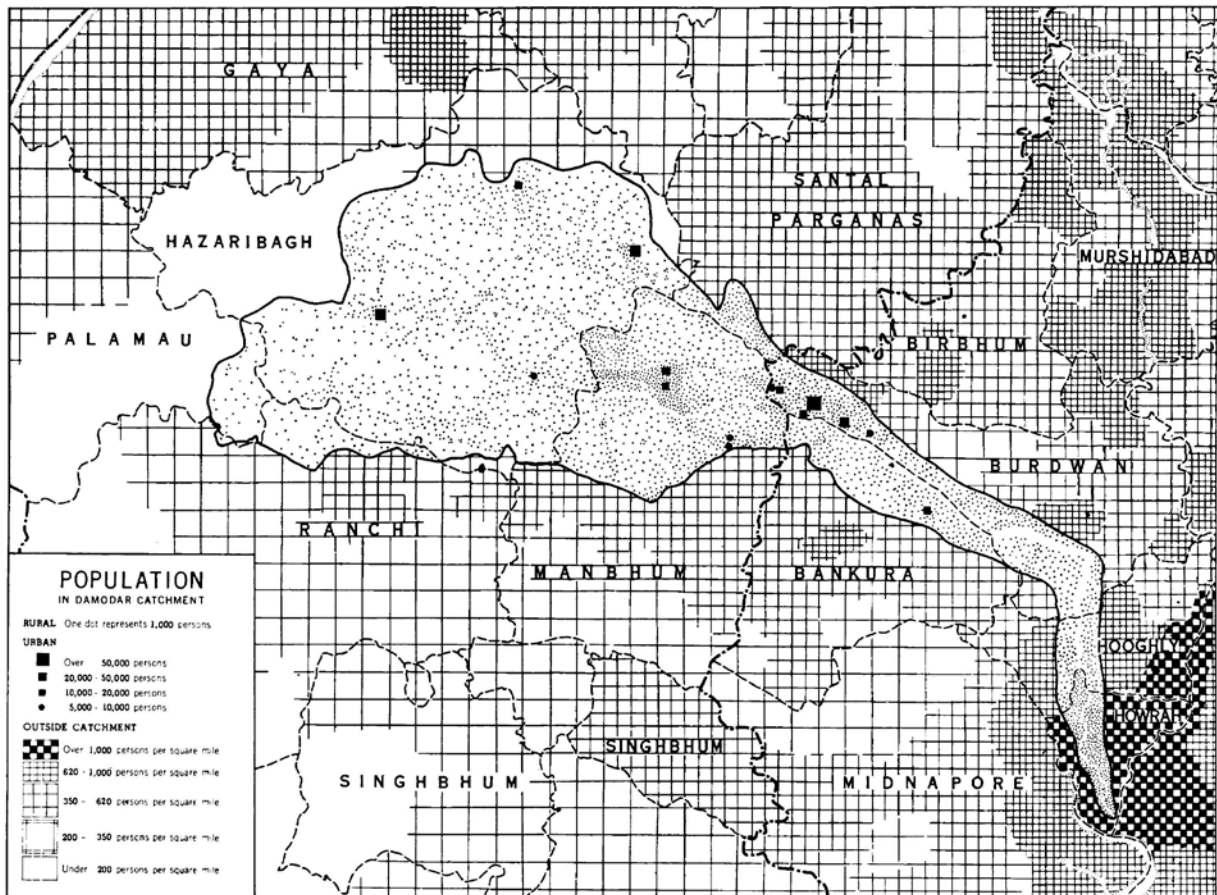 GAYA
SANTAL
PARGANAS
HAZARIBAGH
MURSHIDABAD
PALAMAU
BIRBHUM
BURDWAN
RANCHI
MANBHUM
BANKURA
HOOGHLY
HOWRAH
SINGHBHUM
SINGHBHUM
MIDNAPORE
POPULATION
IN DAMODAR CATCHMENT
RURAL One dot represents 1,000 persons
URBAN
Over 50,000 persons
20,000 - 50,000 persons
10,000 - 20,000 persons
5,000 - 10,000 persons
OUTSIDE CATCHMENT
Over 1,000 persons per square mile
620 - 1,000 persons per square mile
350 - 620 persons per square mile
200 - 350 persons per square mile
Under 200 persons per square mile